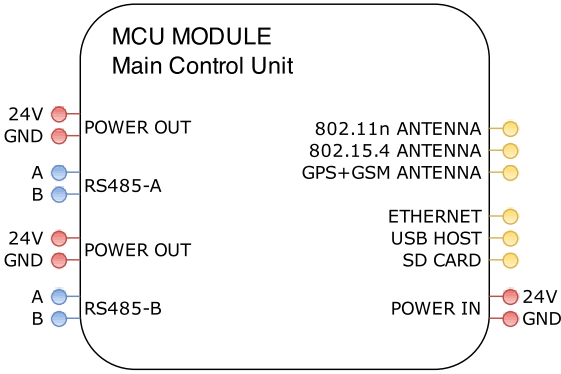 MCU MODULE
Main Control Unit
24V
GND
POWER OUT
A
B
RS485-A
24V
GND
POWER OUT
A
B
RS485-B
802.11n ANTENNA
802.15.4 ANTENNA
GPS+GSM ANTENNA
ETHERNET
USB HOST
SD CARD
POWER IN
24V
GND